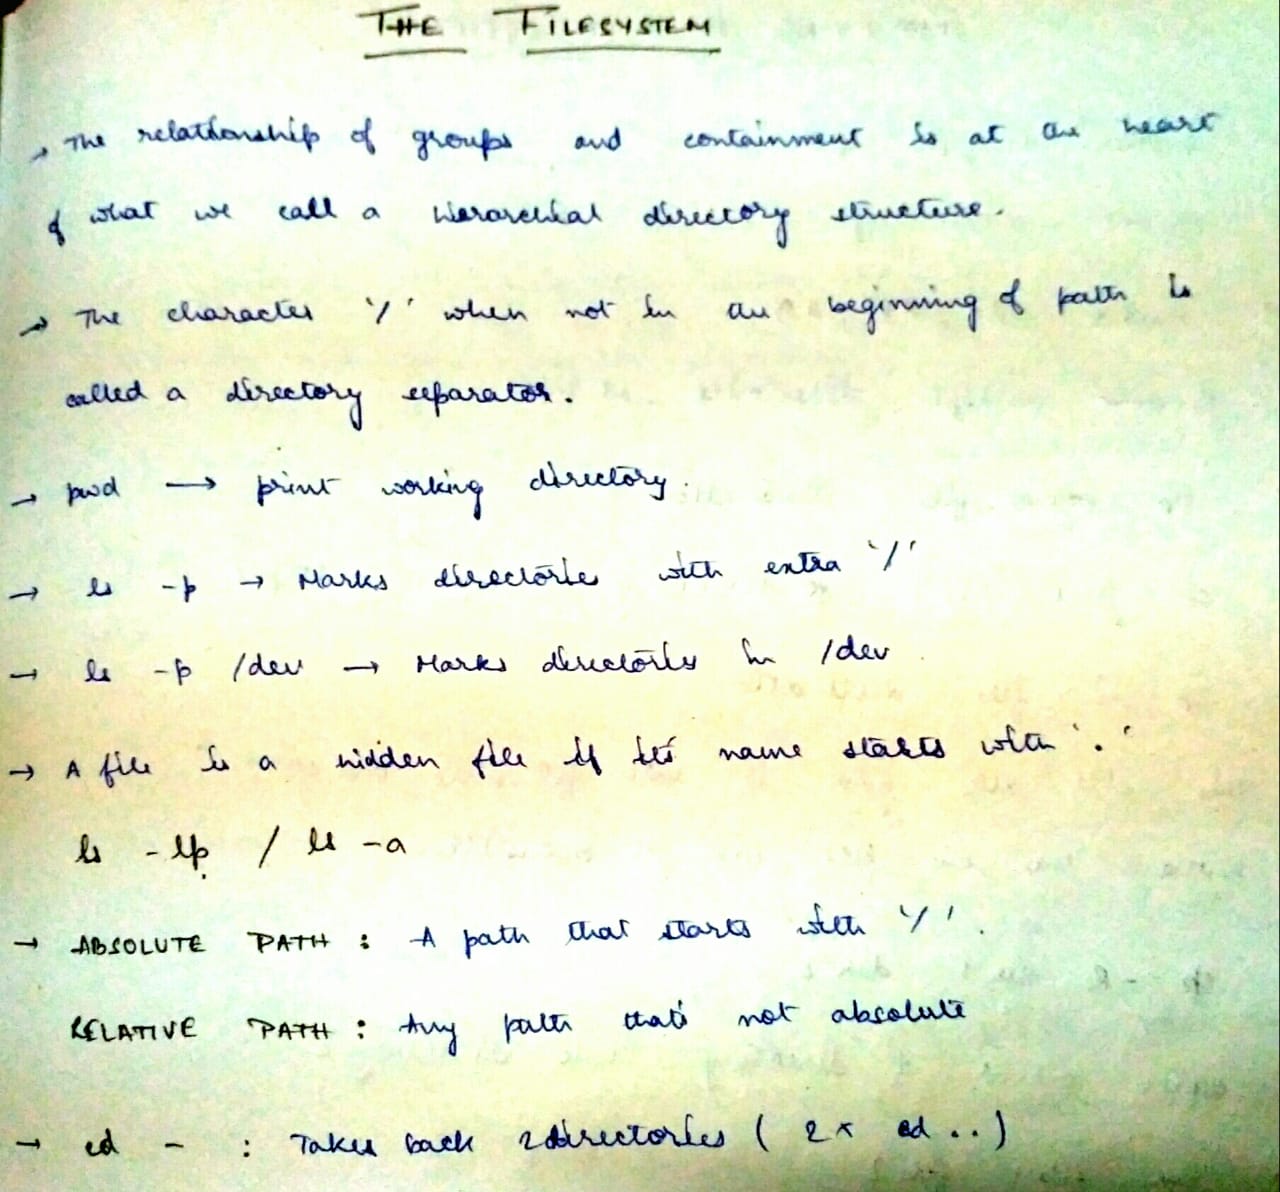 THE FILESYSTEM
→ The relationship of groups and containment is at the heart
of what we call a hierarchial directory structure.
→ The character '/' when not in the beginning of path is
called a directory separator.
→ pwd → print working directory.
→ ls -p → Marks directories with extra '/'
→ ls -p /dev → Marks directories in /dev
→ A file is a hidden file if its name starts with '.'
ls -lp / ls -a
→ ABSOLUTE PATH : A path that starts with '/'.
RELATIVE PATH : Any path that's not absolute
→ cd - : Takes back 2 directories ( 2x cd ..)